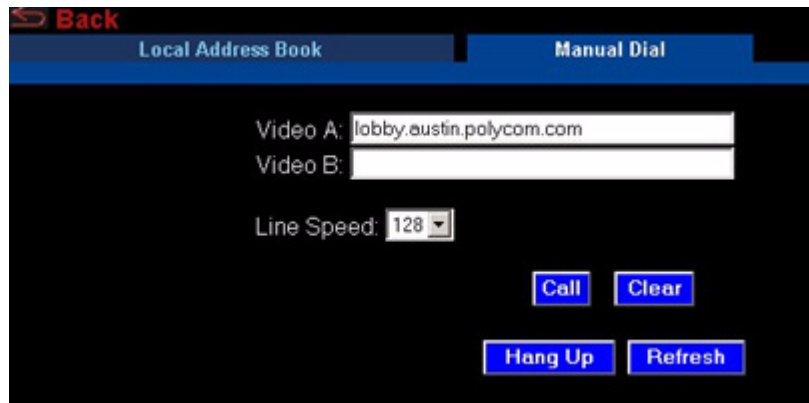 Back
Local Address Book Manual Dial
Video A: lobby.austin.polycom.com
Video B:
Line Speed: 128
Call Clear
Hang Up Refresh